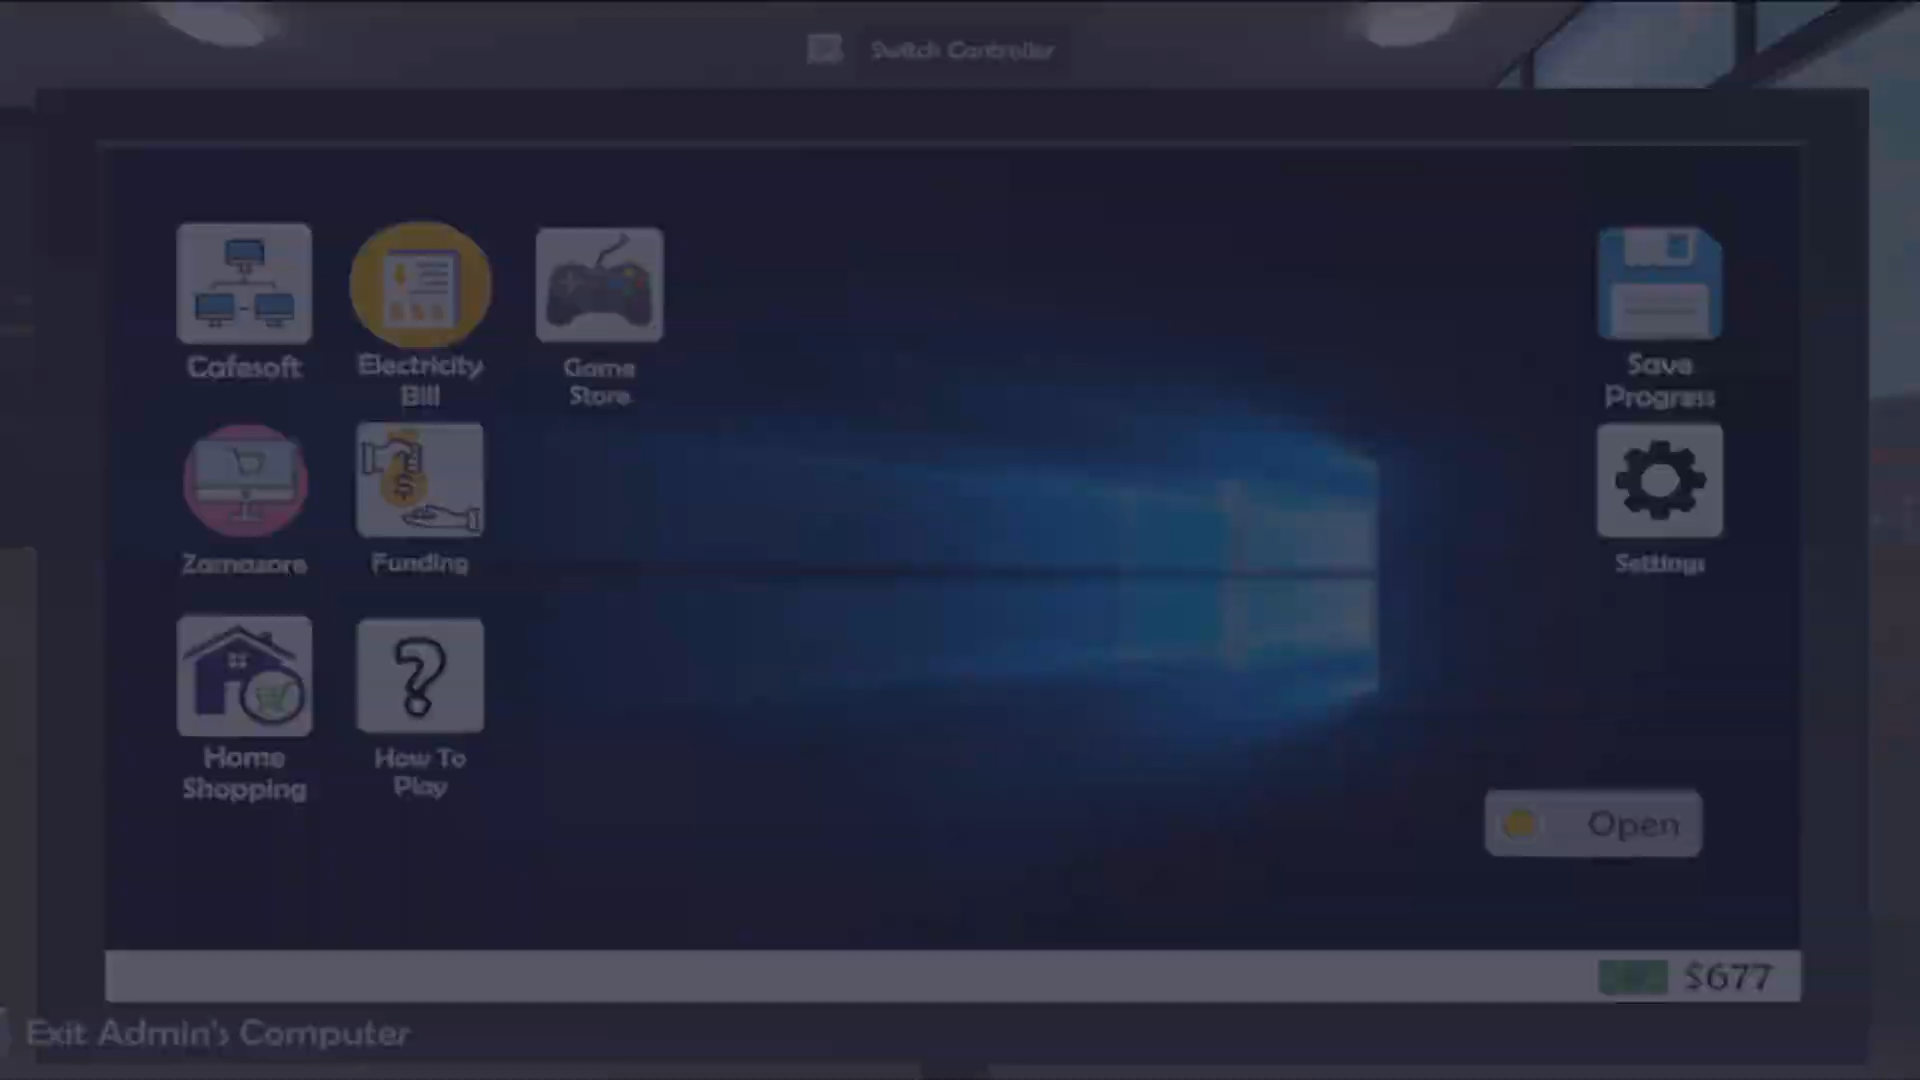 Switch Controller
Cafesoft
Electricity
Bill
Game
Store
Save
Progress
Zamazore
Funding
Settings
Home
Shopping
How To
Play
Open
$677
Exit Admin's Computer